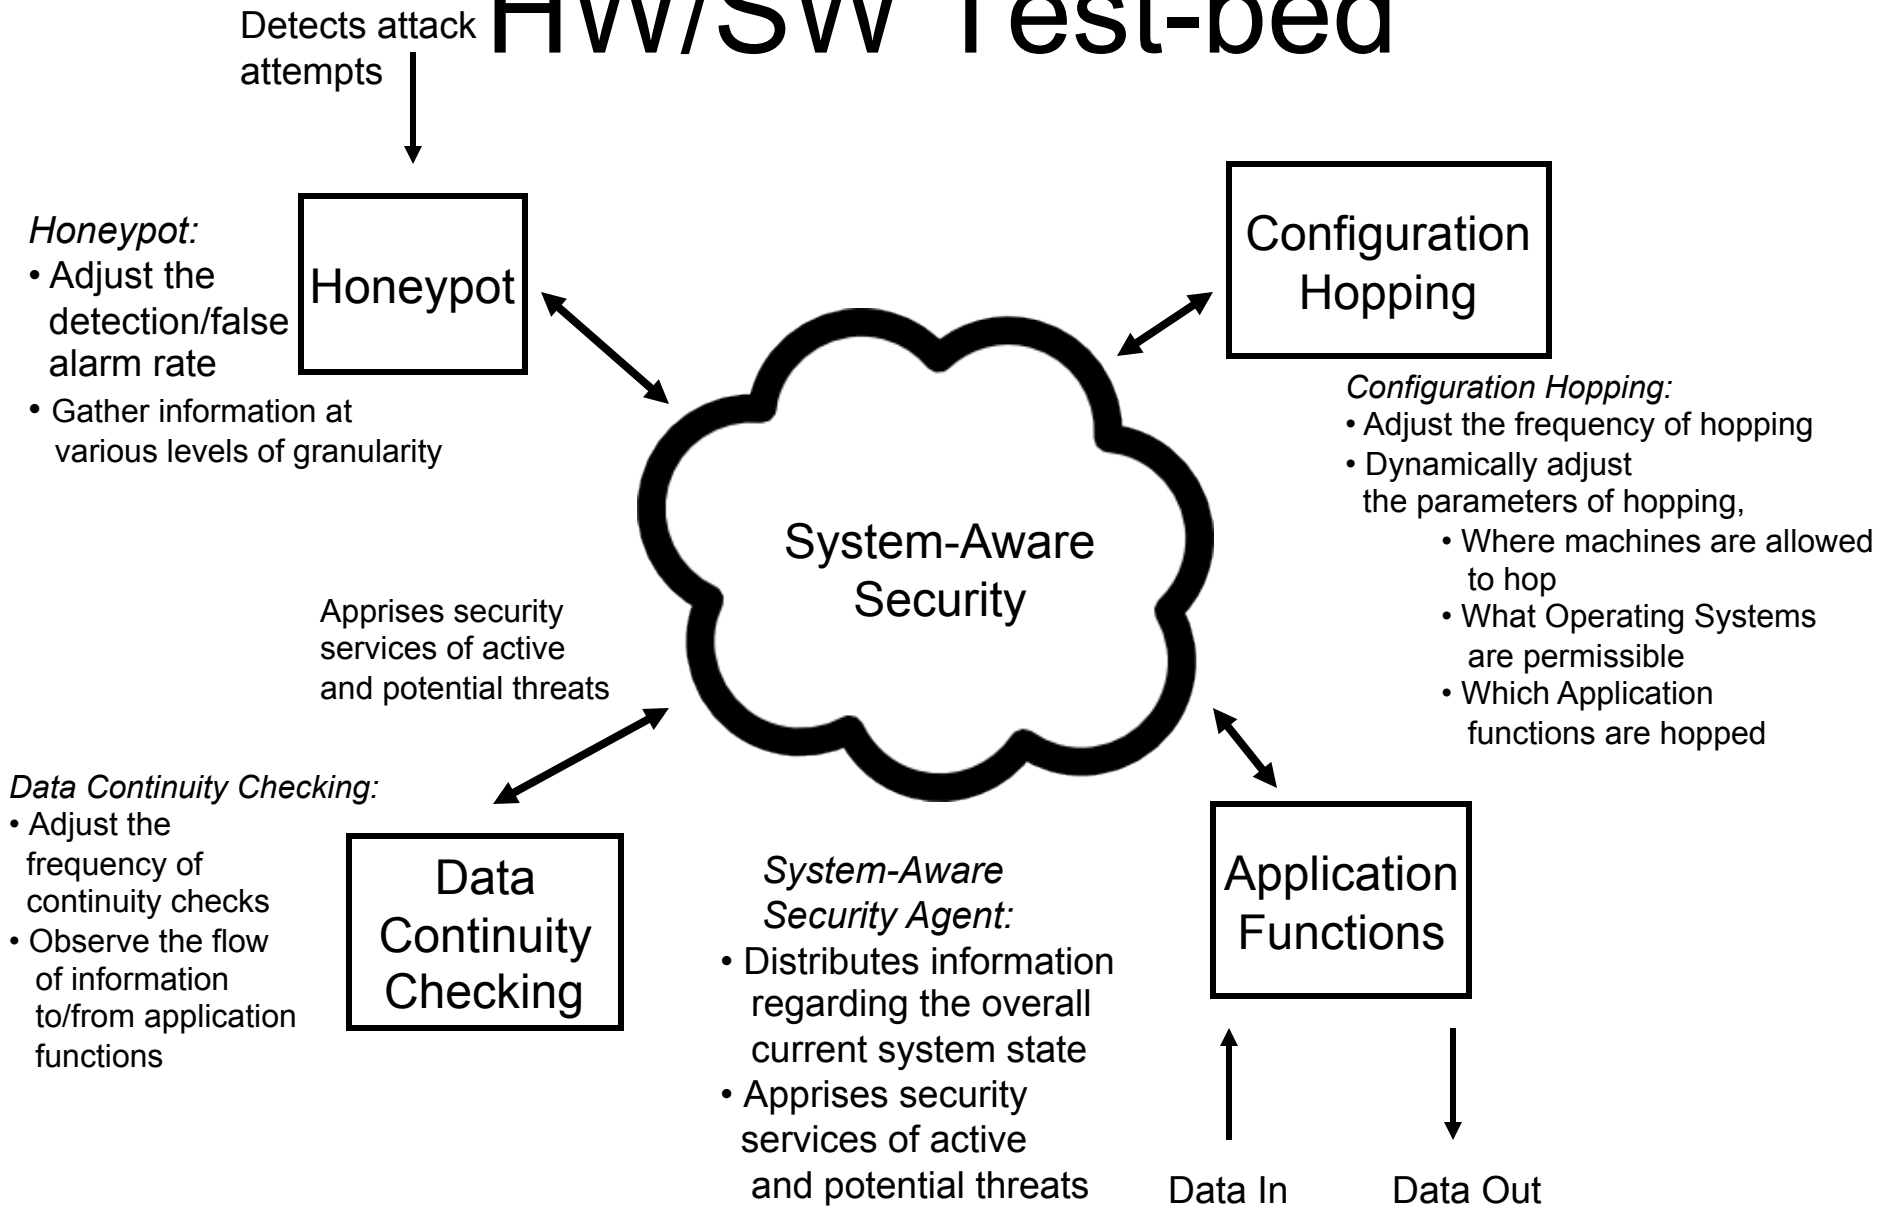 HW/SW Test-bed
Detects attack
attempts
Honeypot:
• Adjust the
detection/false
alarm rate
• Gather information at
various levels of granularity
Honeypot
Configuration
Hopping
Configuration Hopping:
• Adjust the frequency of hopping
• Dynamically adjust
the parameters of hopping,
• Where machines are allowed
to hop
• What Operating Systems
are permissible
• Which Application
functions are hopped
System-Aware
Security
Apprises security
services of active
and potential threats
Data Continuity Checking:
• Adjust the
frequency of
continuity checks
• Observe the flow
of information
to/from application
functions
Data
Continuity
Checking
System-Aware
Security Agent:
• Distributes information
regarding the overall
current system state
• Apprises security
services of active
and potential threats
Application
Functions
Data In
Data Out